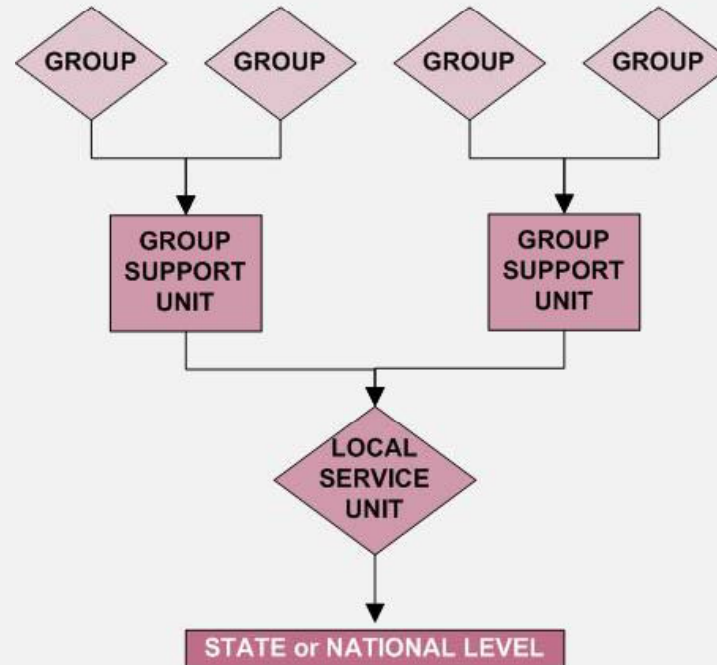 GROUP
GROUP
GROUP
GROUP
GROUP
SUPPORT
UNIT
GROUP
SUPPORT
UNIT
LOCAL
SERVICE
UNIT
STATE or NATIONAL LEVEL